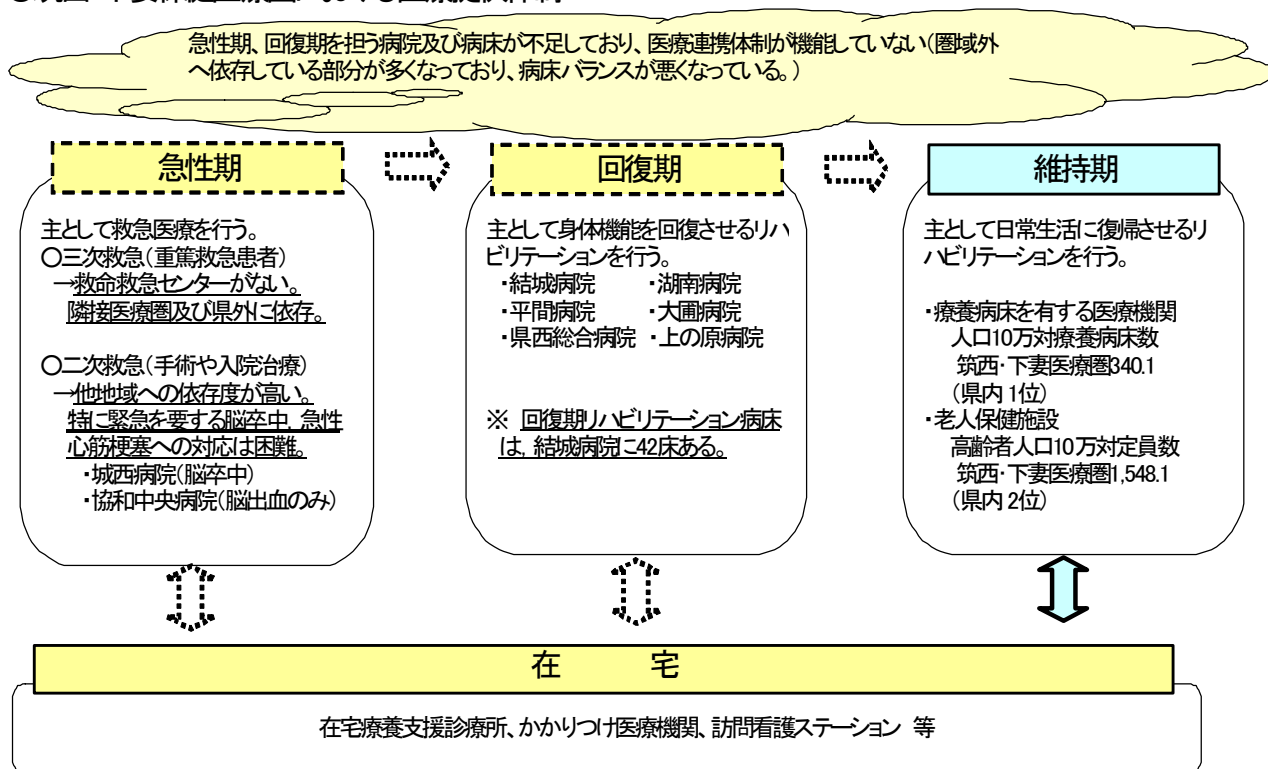 急性期、回復期を担う病院及び病床が不足しており、医療連携体制が機能していない(圏域外
へ依存している部分が多くなっており、病床バランスが悪くなっている。)
急性期
主として救急医療を行う。
○三次救急(重篤救急患者)
→救命救急センターがない。
隣接医療圏及び県外に依存。
○二次救急(手術や入院治療)
→他地域への依存度が高い。
特に緊急を要する脳卒中,急性
心筋梗塞への対応は困難。
・城西病院(脳卒中)
・協和中央病院(脳出血のみ)
回復期
主として身体機能を回復させるリハ
ビリテーションを行う。
・結城病院 ・湖南病院
・平間病院 ・大圃病院
・県西総合病院 ・上の原病院
※ 回復期リハビリテーション病床
は,結城病院に42床ある。
維持期
主として日常生活に復帰させるリ
ハビリテーションを行う。
・療養病床を有する医療機関
人口10万対療養病床数
筑西・下妻医療圏340.1
(県内1位)
・老人保健施設
高齢者人口10万対定員数
筑西・下妻医療圏1,548.1
(県内2位)
在 宅
在宅療養支援診療所、かかりつけ医療機関、訪問看護ステーション 等